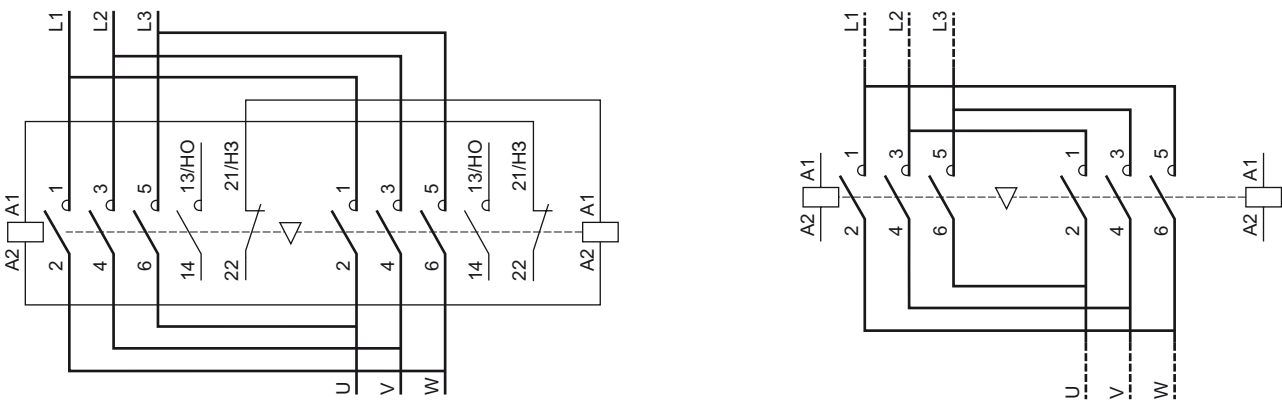 L1 L2 L3
A1 1 3 5 13/HO 21/H3 1 3 5 13/HO 21/H3 A1
A2 2 4 6 14 22 2 4 6 14 22 A2
U V W
L1 L2 L3
A1 1 3 5 1 3 5 A1
A2 2 4 6 2 4 6 A2
U V W